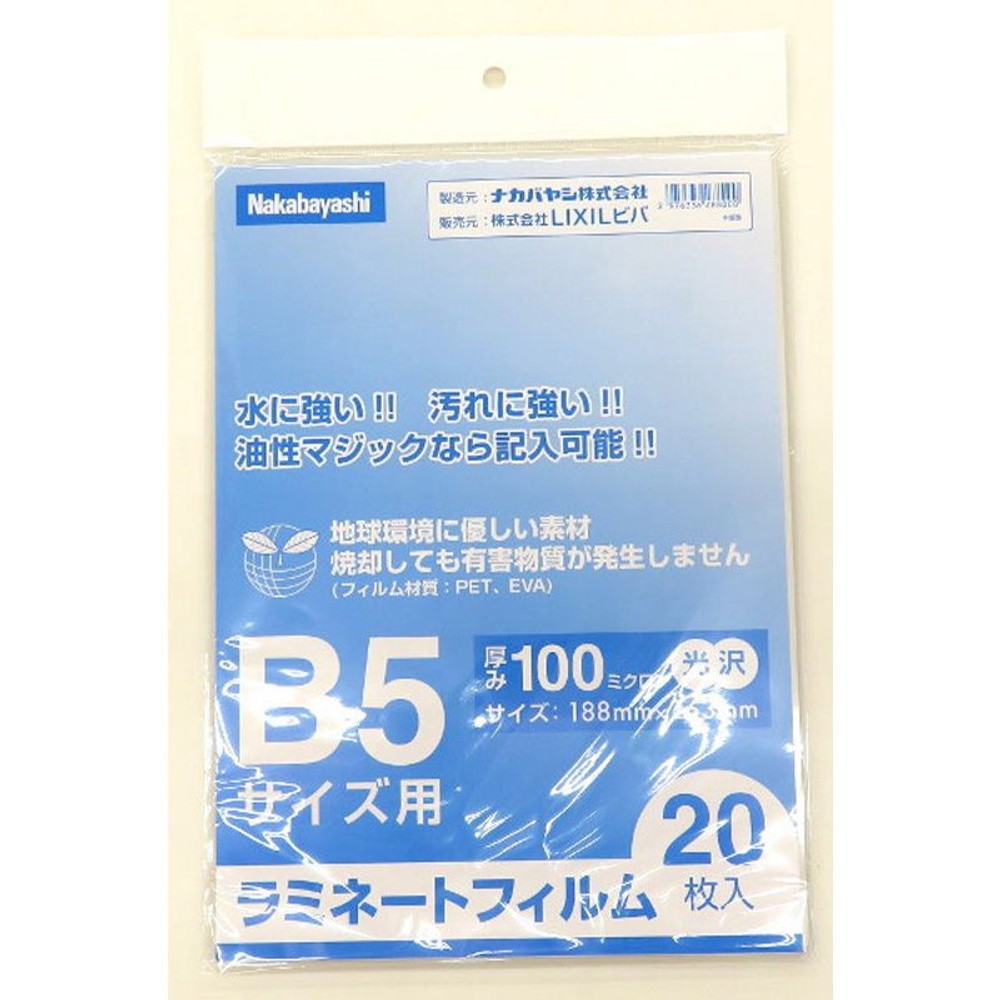 Nakabayashi
製造元：ナカバヤシ株式会社
販売元：株式会社LIXILビバ
水に強い!! 汚れに強い!!
油性マジックなら記入可能!!
地球環境に優しい素材
焼却しても有害物質が発生しません
(フィルム材質：PET、EVA)
B5
サイズ用
厚み100ミクロ
光沢
サイズ：188mm×
20
枚入
ラミネートフィルム